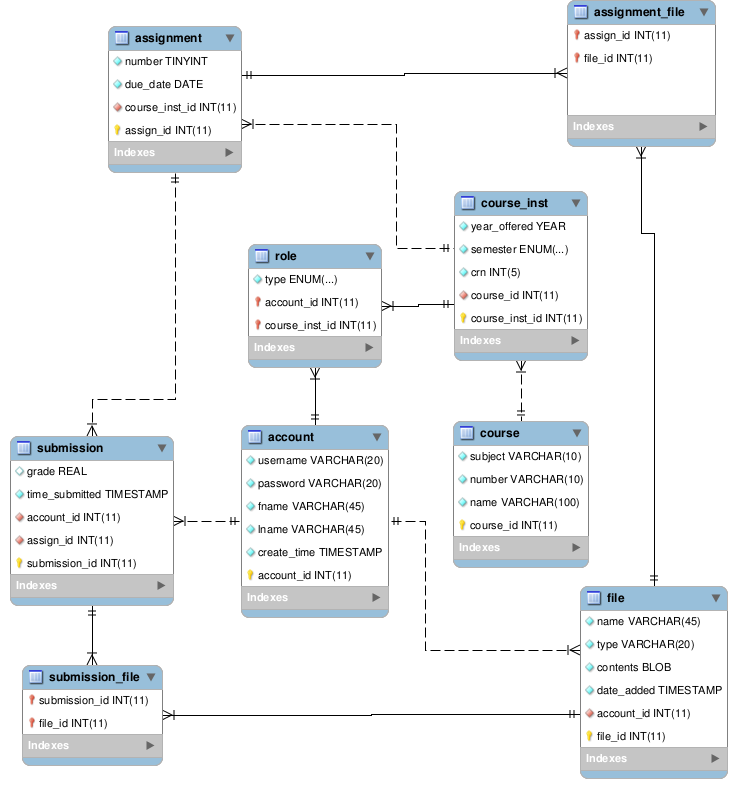 assignment
number TINYINT
due_date DATE
course_inst_id INT(11)
assign_id INT(11)
Indexes
assignment_file
assign_id INT(11)
file_id INT(11)
Indexes
course_inst
year_offered YEAR
semester ENUM(...)
crn INT(5)
course_id INT(11)
course_inst_id INT(11)
Indexes
role
type ENUM(...)
account_id INT(11)
course_inst_id INT(11)
Indexes
submission
grade REAL
time_submitted TIMESTAMP
account_id INT(11)
assign_id INT(11)
submission_id INT(11)
Indexes
account
username VARCHAR(20)
password VARCHAR(20)
fname VARCHAR(45)
lname VARCHAR(45)
create_time TIMESTAMP
account_id INT(11)
Indexes
course
subject VARCHAR(10)
number VARCHAR(10)
name VARCHAR(100)
course_id INT(11)
Indexes
file
name VARCHAR(45)
type VARCHAR(20)
contents BLOB
date_added TIMESTAMP
account_id INT(11)
file_id INT(11)
Indexes
submission_file
submission_id INT(11)
file_id INT(11)
Indexes